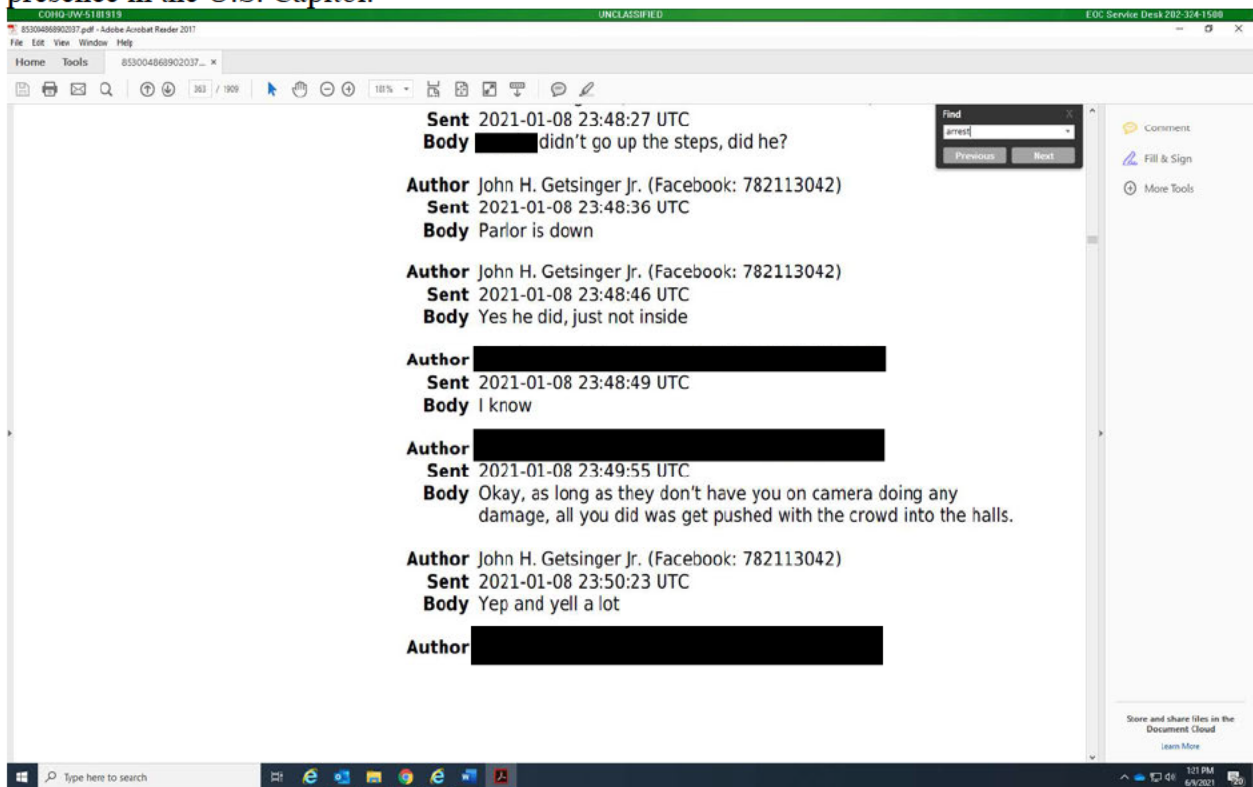 presence in the U.S. Capitol.
COHQ-UW-5181919 UNCLASSIFIED EOC Service Desk 202-324-1500
853004868902037.pdf - Adobe Acrobat Reader 2017
File Edit View Window Help
Home Tools 853004868902037... ×
363 / 1909 101%
Sent 2021-01-08 23:48:27 UTC
Body didn't go up the steps, did he?
Find X
arrest
Previous Next
Comment
Fill & Sign
More Tools
Author John H. Getsinger Jr. (Facebook: 782113042)
Sent 2021-01-08 23:48:36 UTC
Body Parlor is down
Author John H. Getsinger Jr. (Facebook: 782113042)
Sent 2021-01-08 23:48:46 UTC
Body Yes he did, just not inside
Author
Sent 2021-01-08 23:48:49 UTC
Body I know
Author
Sent 2021-01-08 23:49:55 UTC
Body Okay, as long as they don't have you on camera doing any
damage, all you did was get pushed with the crowd into the halls.
Author John H. Getsinger Jr. (Facebook: 782113042)
Sent 2021-01-08 23:50:23 UTC
Body Yep and yell a lot
Author
Store and share files in the
Document Cloud
Learn More
Type here to search
1:21 PM
6/9/2021
20